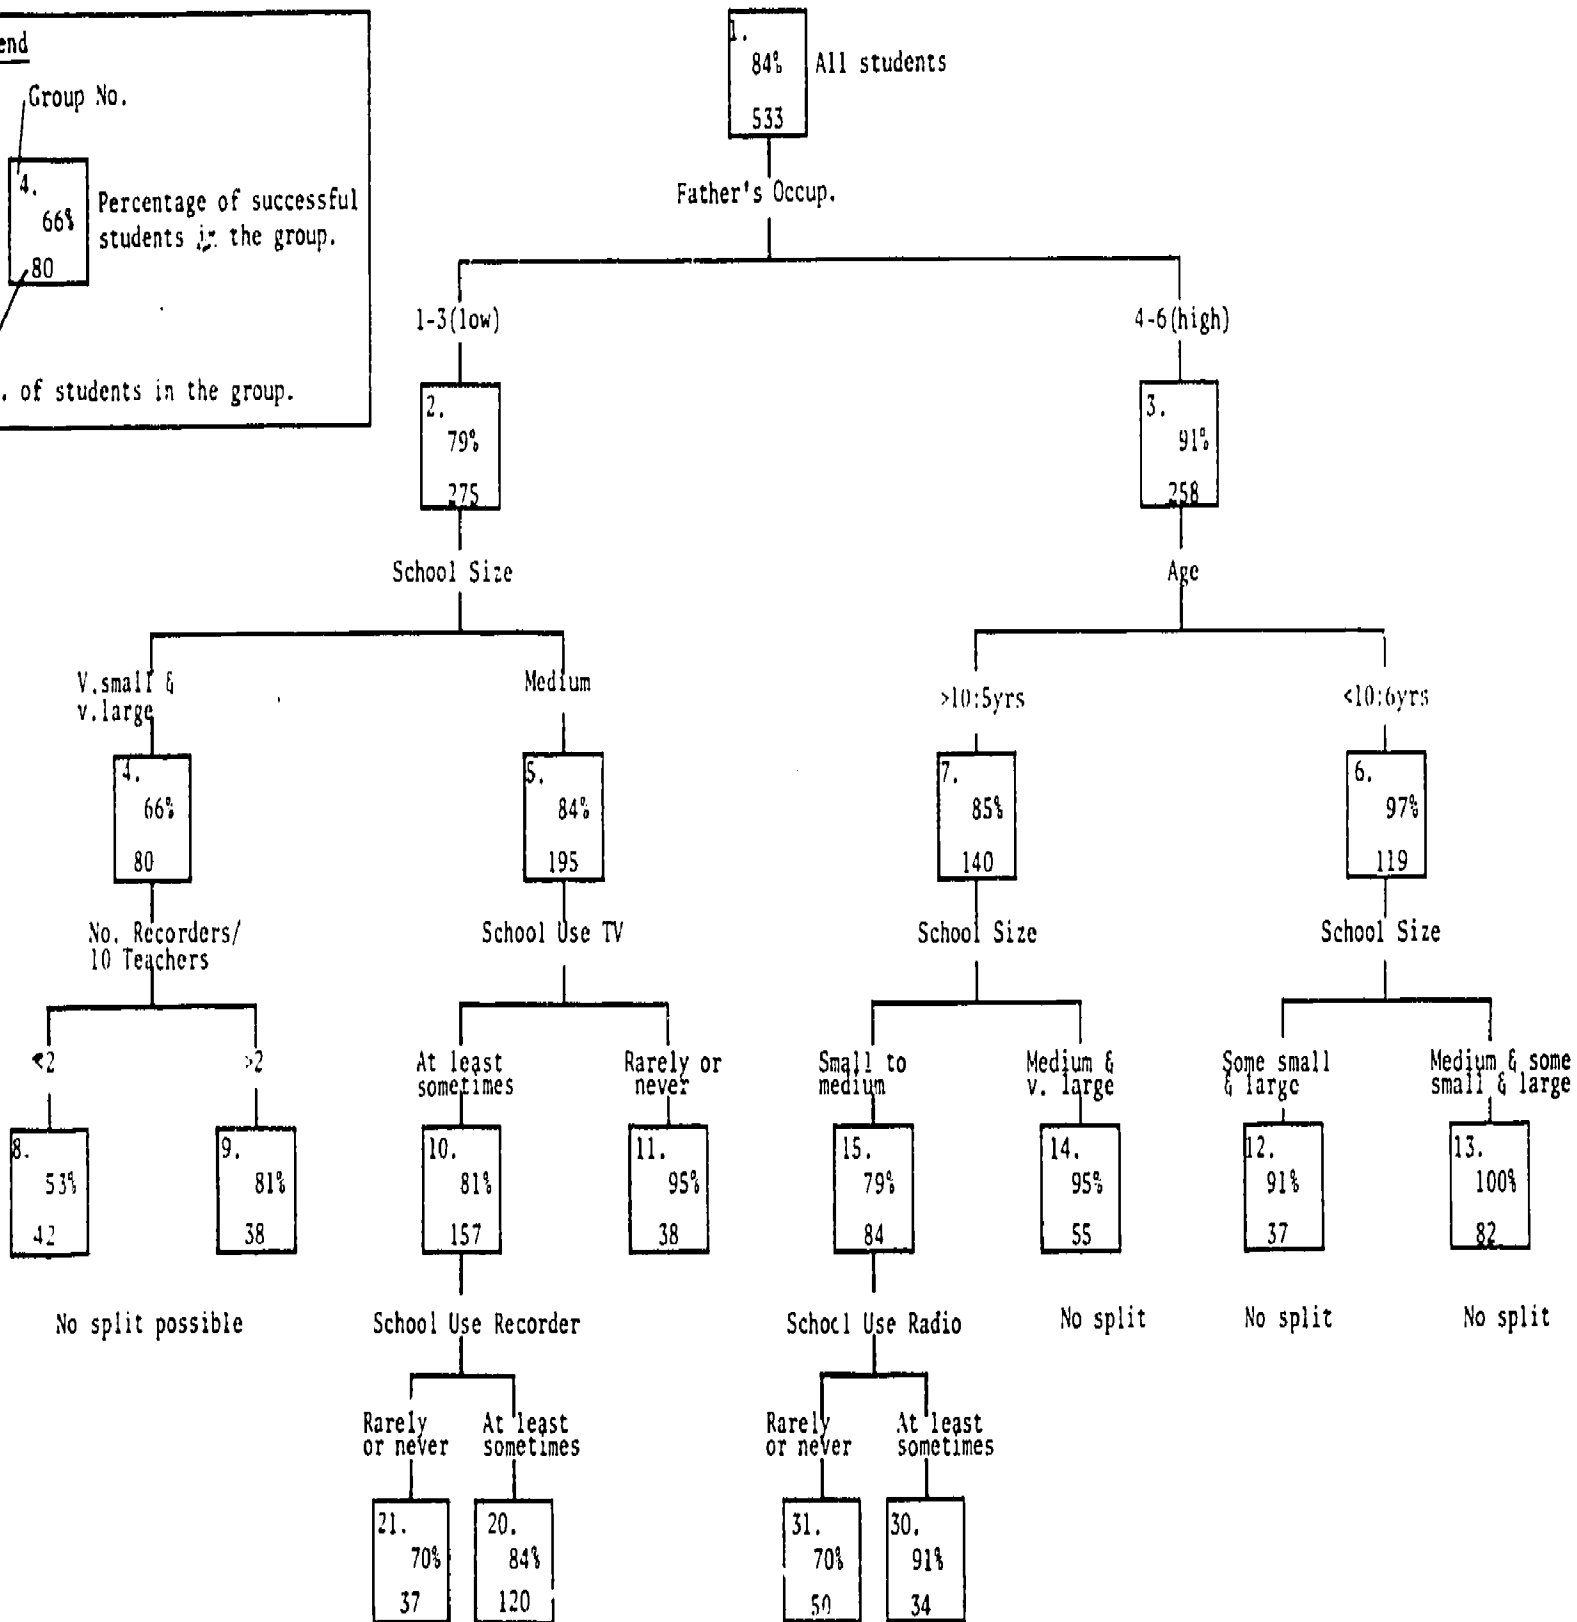 end
Group No.
4.
66%
80
Percentage of successful
students in the group.
. of students in the group.
1.
84%
533
All students
Father's Occup.
1-3(low)
4-6(high)
2.
79%
275
3.
91%
258
School Size
Age
V.small &
v.large
Medium
>10:5yrs
<10:6yrs
4.
66%
80
5.
84%
195
7.
85%
140
6.
97%
119
No. Recorders/
10 Teachers
School Use TV
School Size
School Size
<2
>2
At least
sometimes
Rarely or
never
Small to
medium
Medium &
v. large
Some small
& large
Medium & some
small & large
8.
53%
42
9.
81%
38
10.
81%
157
11.
95%
38
15.
79%
84
14.
95%
55
12.
91%
37
13.
100%
82
No split possible
School Use Recorder
School Use Radio
No split
No split
No split
Rarely
or never
At least
sometimes
Rarely
or never
At least
sometimes
21.
70%
37
20.
84%
120
31.
70%
50
30.
91%
34